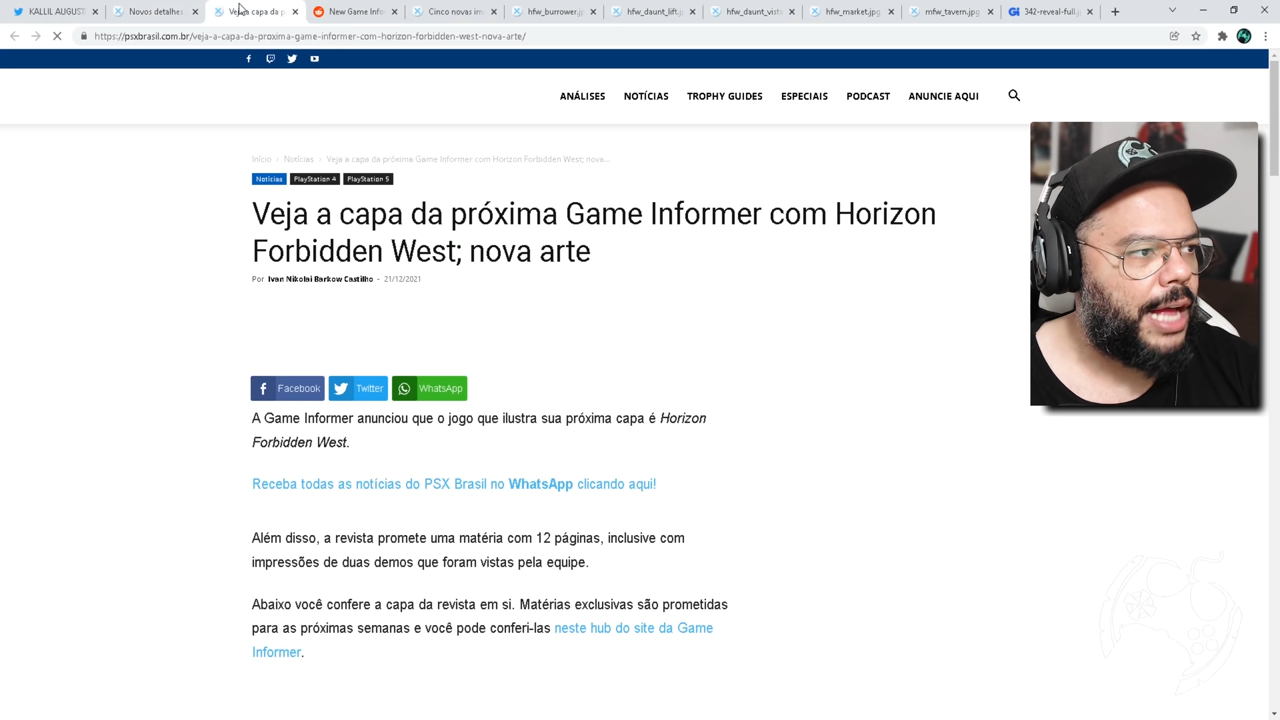 KALLIL AUGUST
Novos detalhes
Veja a capa da p
New Game Info
Cinco novas im
hfw_burrower.jp
hfw_daunt_lift.j
hfw_daunt_vista
hfw_market.jpg
mfw_tavern.jpg
342-reveal-full.j
https://psxbrasil.com.br/veja-a-capa-da-proxima-game-informer-com-horizon-forbidden-west-nova-arte/
ANÁLISES NOTÍCIAS TROPHY GUIDES ESPECIAIS PODCAST ANUNCIE AQUI
Início › Notícias › Veja a capa da próxima Game Informer com Horizon Forbidden West; nova...
Notícias PlayStation 4 PlayStation 5
Veja a capa da próxima Game Informer com Horizon
Forbidden West; nova arte
Por Ivan Nikolai Barkow Castilho - 21/12/2021
Facebook Twitter WhatsApp
A Game Informer anunciou que o jogo que ilustra sua próxima capa é Horizon
Forbidden West.
Receba todas as notícias do PSX Brasil no WhatsApp clicando aqui!
Além disso, a revista promete uma matéria com 12 páginas, inclusive com
impressões de duas demos que foram vistas pela equipe.
Abaixo você confere a capa da revista em si. Matérias exclusivas são prometidas
para as próximas semanas e você pode conferi-las neste hub do site da Game
Informer.